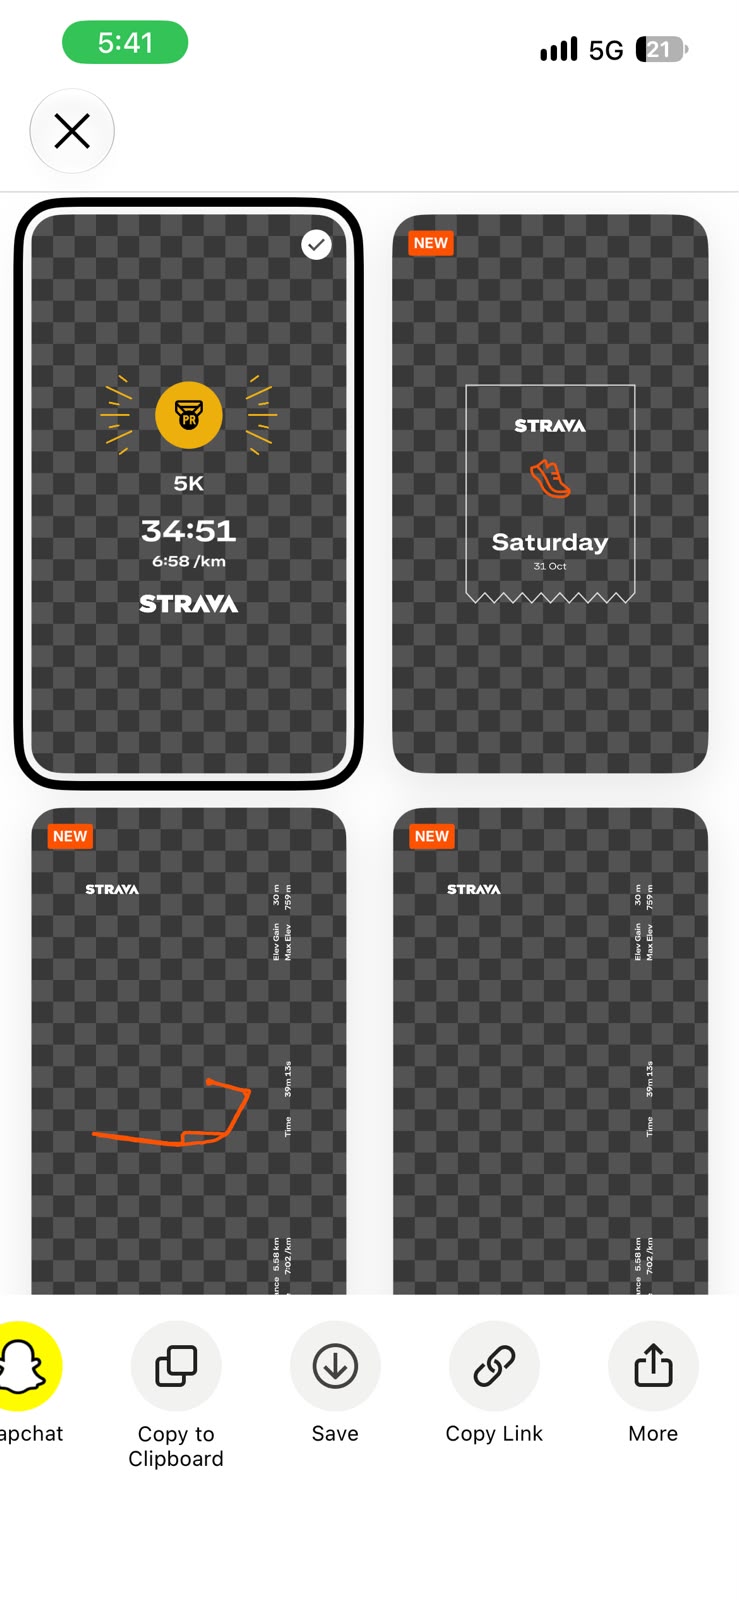 5:41
5G
21
PR
5K
34:51
6:58 /km
STRAVA
NEW
STRAVA
Saturday
31 Oct
NEW
STRAVA
Elev Gain 30 m
Max Elev 759 m
Time 39m 13s
ance 5.58 km
7:02 /km
NEW
STRAVA
Elev Gain 30 m
Max Elev 759 m
Time 39m 13s
ance 5.58 km
7:02 /km
apchat
Copy to
Clipboard
Save
Copy Link
More